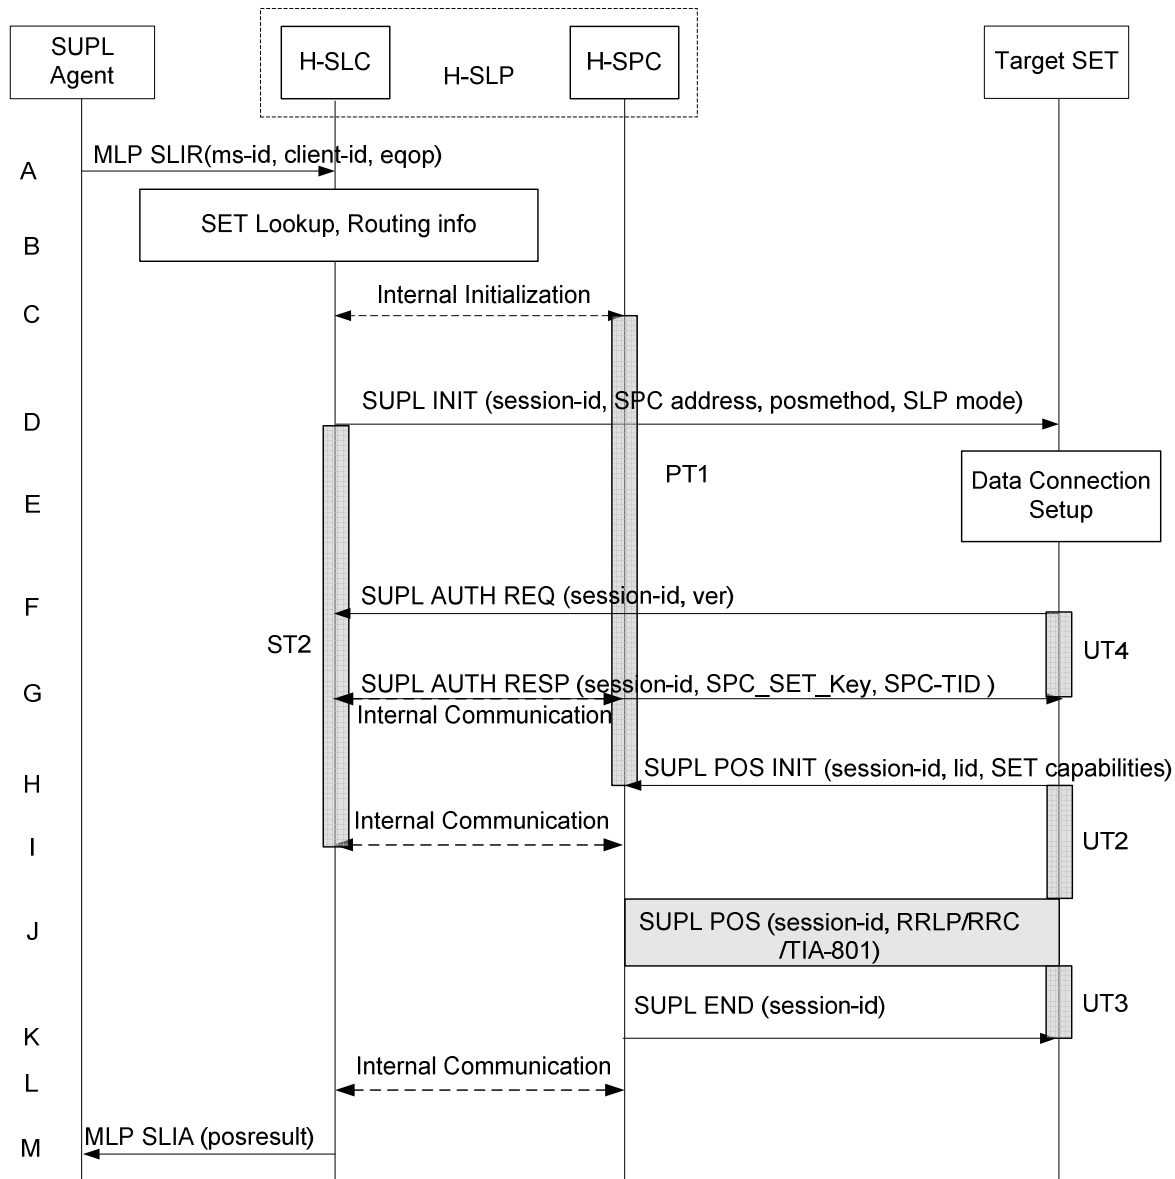 SUPL
Agent
H-SLC
H-SLP
H-SPC
Target SET
A
MLP SLIR(ms-id, client-id, eqop)
B
SET Lookup, Routing info
C
Internal Initialization
D
SUPL INIT (session-id, SPC address, posmethod, SLP mode)
PT1
E
Data Connection
Setup
F
SUPL AUTH REQ (session-id, ver)
ST2
UT4
G
SUPL AUTH RESP (session-id, SPC_SET_Key, SPC-TID )
Internal Communication
H
SUPL POS INIT (session-id, lid, SET capabilities)
I
Internal Communication
UT2
J
SUPL POS (session-id, RRLP/RRC
/TIA-801)
K
SUPL END (session-id)
UT3
L
Internal Communication
M
MLP SLIA (posresult)